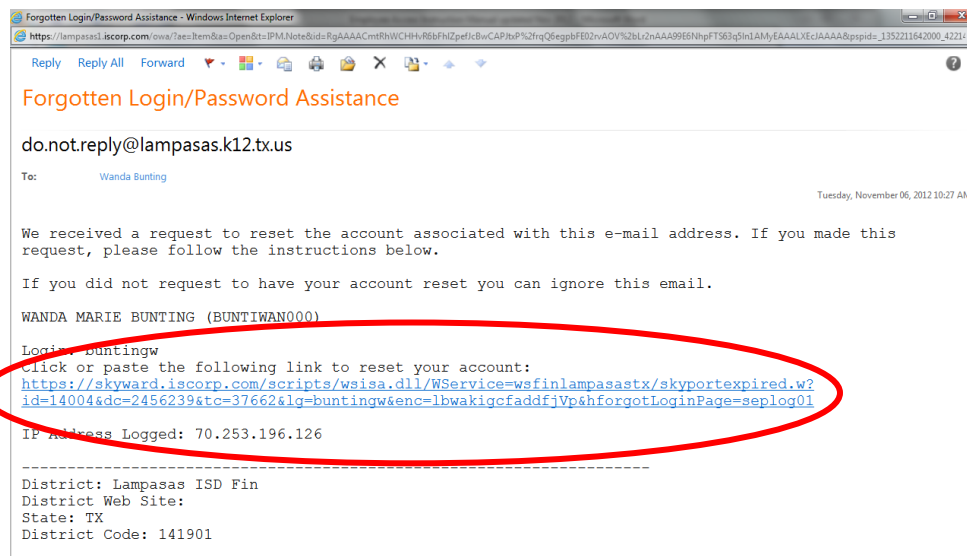 Forgotten Login/Password Assistance - Windows Internet Explorer
https://lampasas1.iscorp.com/owa/?ae=Item&a=Open&t=IPM.Note&id=RgAAAACmtRhWCHHvR6bFhIZpefJcBwCAPJtxP%2frqQ6egpbFE02rvAOV%2bLr2nAAA99E6NhpFTS63q5In1AMyEAAALXEcJAAAA&pspid=_1352211642000_42214
Reply Reply All Forward
Forgotten Login/Password Assistance
do.not.reply@lampasas.k12.tx.us
To: Wanda Bunting
Tuesday, November 06, 2012 10:27 AM
We received a request to reset the account associated with this e-mail address. If you made this
request, please follow the instructions below.
If you did not request to have your account reset you can ignore this email.
WANDA MARIE BUNTING (BUNTIWAN000)
Login: buntingw
Click or paste the following link to reset your account:
https://skyward.iscorp.com/scripts/wsisa.dll/WService=wsfinlampasastx/skyportexpired.w?
id=14004&dc=2456239&tc=37662&lg=buntingw&enc=lbwakigcfaddfjVp&hforgotLoginPage=seplog01
IP Address Logged: 70.253.196.126
------------------------------------------------------------------
District: Lampasas ISD Fin
District Web Site:
State: TX
District Code: 141901